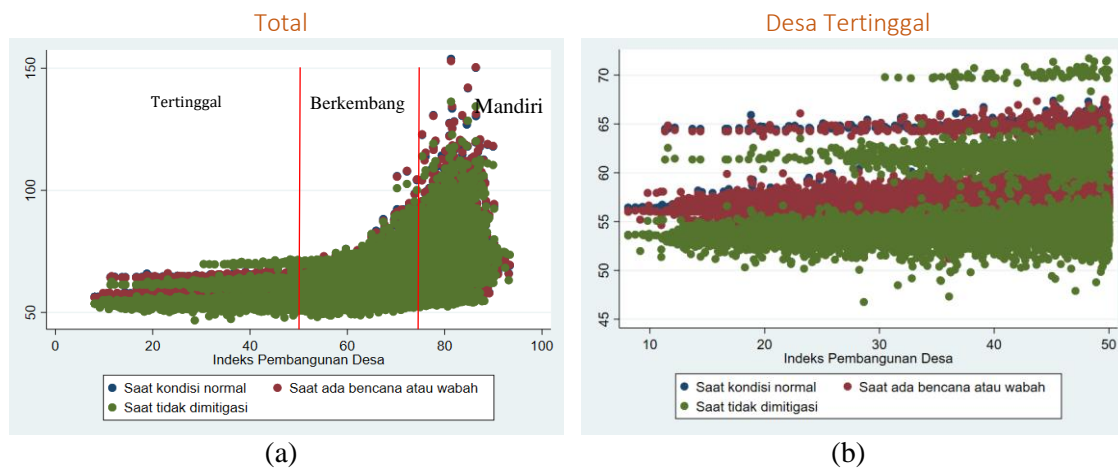 Total
150
100
50
Tertinggal
Berkembang
Mandiri
0 20 40 60 80 100
Indeks Pembangunan Desa
Saat kondisi normal Saat ada bencana atau wabah
Saat tidak dimitigasi
(a)
Desa Tertinggal
70
65
60
55
50
45
10 20 30 40 50
Indeks Pembangunan Desa
Saat kondisi normal Saat ada bencana atau wabah
Saat tidak dimitigasi
(b)